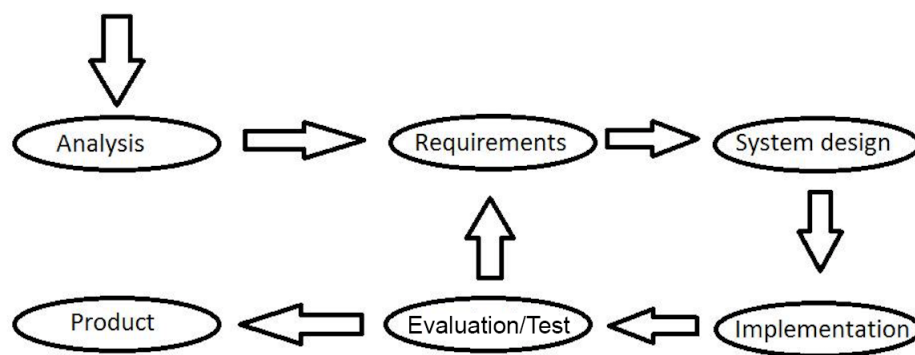 Analysis
Requirements
System design
Product
Evaluation/Test
Implementation